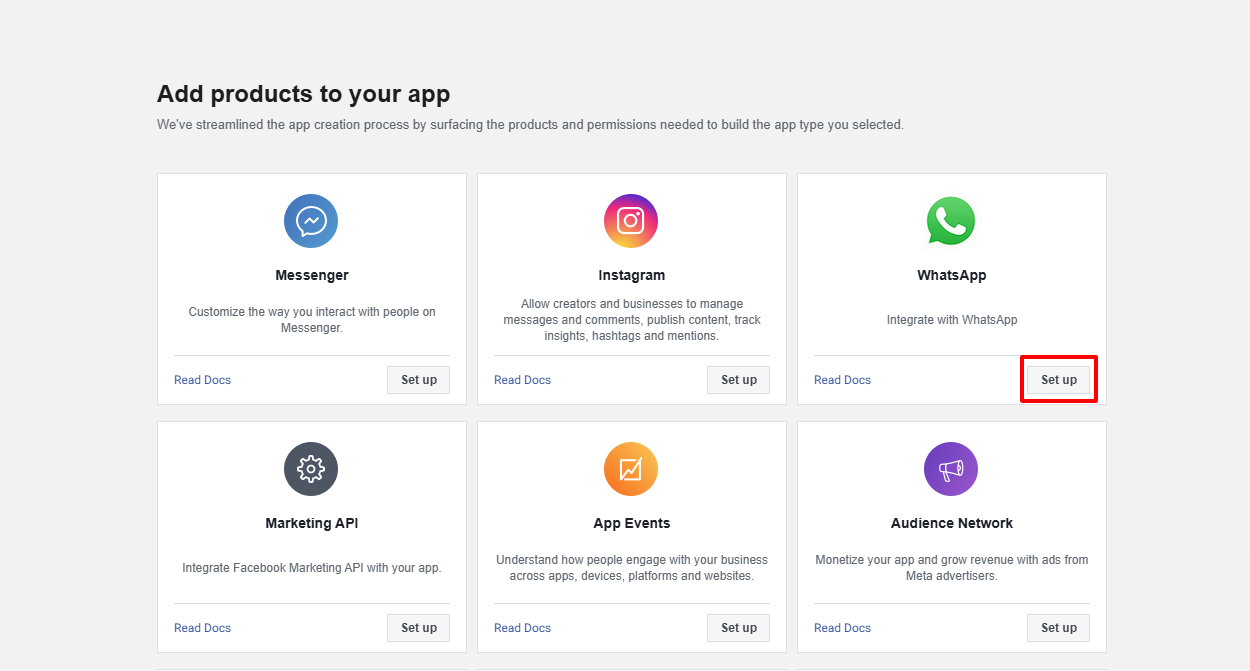 Add products to your app
We've streamlined the app creation process by surfacing the products and permissions needed to build the app type you selected.
Messenger
Customize the way you interact with people on
Messenger.
Read Docs
Set up
Instagram
Allow creators and businesses to manage
messages and comments, publish content, track
insights, hashtags and mentions.
Read Docs
Set up
WhatsApp
Integrate with WhatsApp
Read Docs
Set up
Marketing API
Integrate Facebook Marketing API with your app.
Read Docs
Set up
App Events
Understand how people engage with your business
across apps, devices, platforms and websites.
Read Docs
Set up
Audience Network
Monetize your app and grow revenue with ads from
Meta advertisers.
Read Docs
Set up